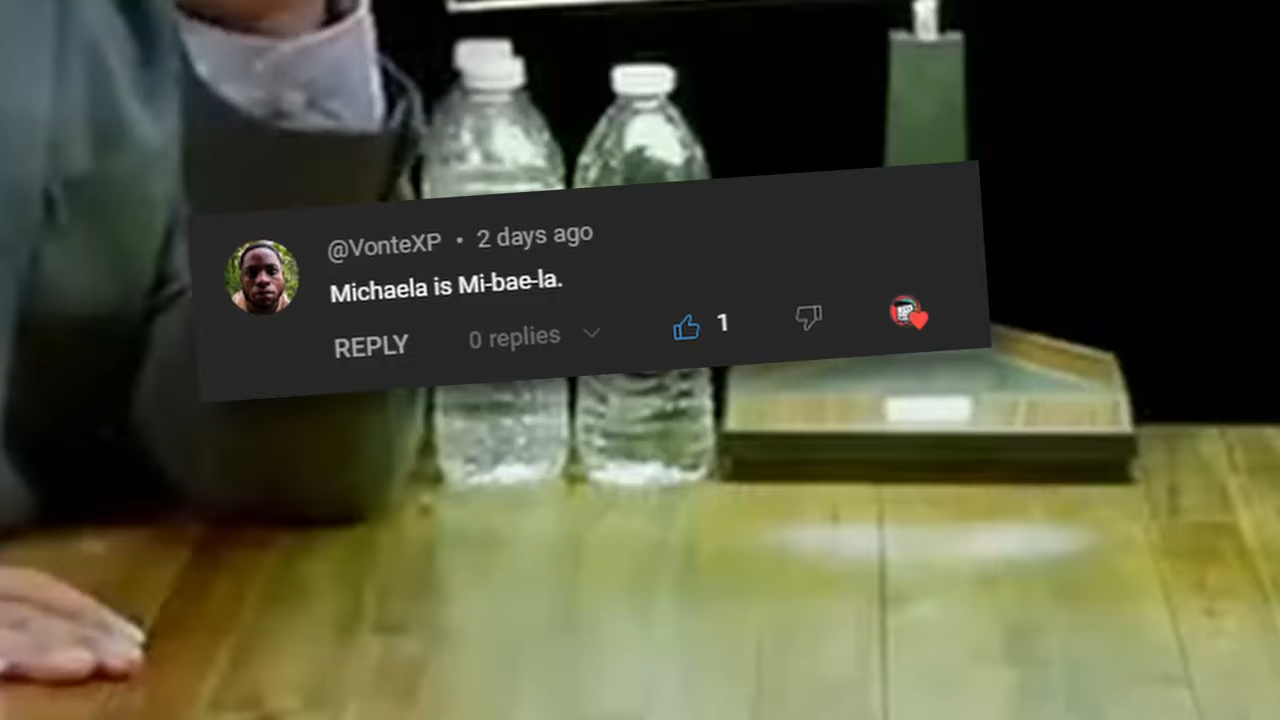 @VonteXP • 2 days ago
Michaela is Mi-bae-la.
REPLY 0 replies 1